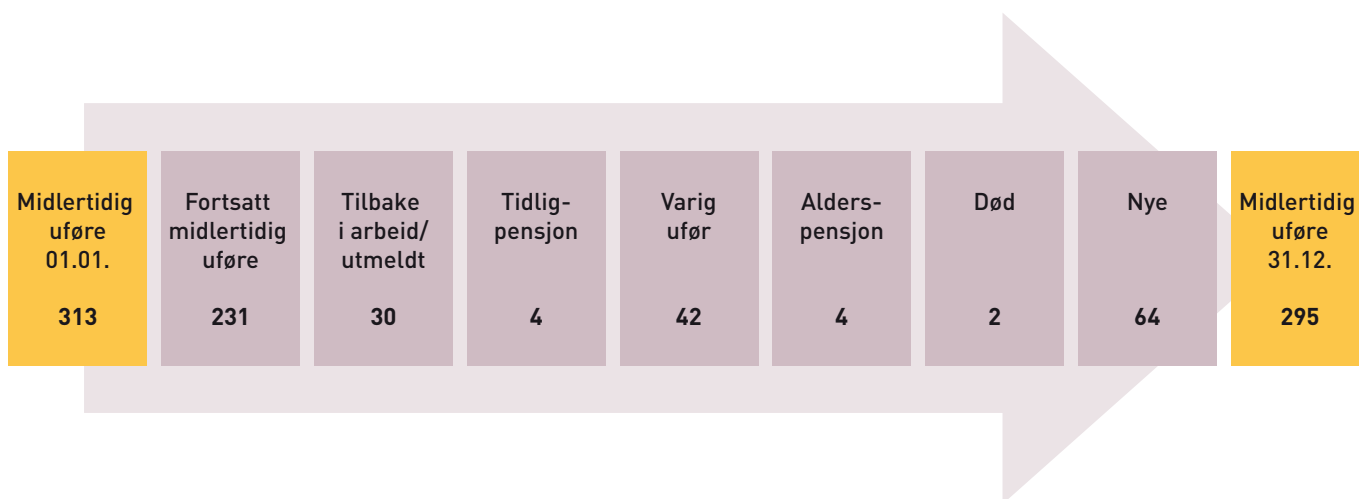 Midlertidig
uføre
01.01.
313
Fortsatt
midlertidig
uføre
231
Tilbake
i arbeid/
utmeldt
30
Tidlig-
pensjon
4
Varig
ufør
42
Alders-
pensjon
4
Død
2
Nye
64
Midlertidig
uføre
31.12.
295